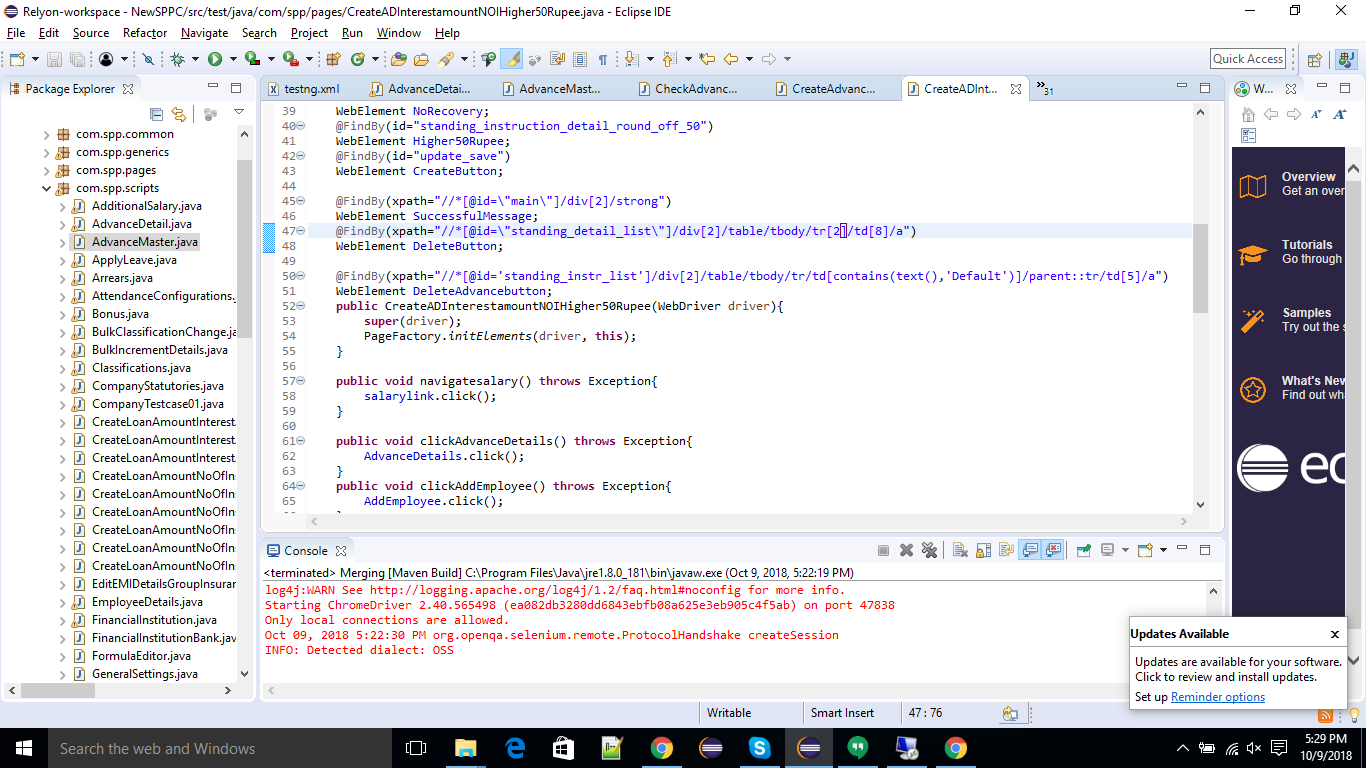 Relyon-workspace - NewSPPC/src/test/java/com/spp/pages/CreateADInterestamountNOIHigher50Rupee.java - Eclipse IDE
File Edit Source Refactor Navigate Search Project Run Window Help
Quick Access
Package Explorer
com.spp.common
com.spp.generics
com.spp.pages
com.spp.scripts
AdditionalSalary.java
AdvanceDetail.java
AdvanceMaster.java
ApplyLeave.java
Arrears.java
AttendanceConfigurations.
Bonus.java
BulkClassificationChange.ja
BulkIncrementDetails.java
Classifications.java
CompanyStatutories.java
CompanyTestcase01.java
CreateLoanAmountInterest
CreateLoanAmountInterest
CreateLoanAmountInterest
CreateLoanAmountNoOfIn
CreateLoanAmountNoOfIn
CreateLoanAmountNoOfIn
CreateLoanAmountNoOfIn
CreateLoanAmountNoOfIn
CreateLoanAmountNoOfIn
EditEMIDetailsGroupInsurar
EmployeeDetails.java
FinancialInstitution.java
FinancialInstitutionBank.jav
FormulaEditor.java
GeneralSettings.java
testng.xml AdvanceDetai... AdvanceMast... CheckAdvanc... CreateAdvanc... CreateADInt... »31
39 WebElement NoRecovery;
40 @FindBy(id="standing_instruction_detail_round_off_50")
41 WebElement Higher50Rupee;
42 @FindBy(id="update_save")
43 WebElement CreateButton;
44
45 @FindBy(xpath="//*[@id=\"main\"]/div[2]/strong")
46 WebElement SuccessfulMessage;
47 @FindBy(xpath="//*[@id=\"standing_detail_list\"]/div[2]/table/tbody/tr[2]/td[8]/a")
48 WebElement DeleteButton;
49
50 @FindBy(xpath="//*[@id='standing_instr_list']/div[2]/table/tbody/tr/td[contains(text(),'Default')]/parent::tr/td[5]/a")
51 WebElement DeleteAdvancebutton;
52 public CreateADInterestamountNOIHigher50Rupee(WebDriver driver){
53 super(driver);
54 PageFactory.initElements(driver, this);
55 }
56
57 public void navigatesalary() throws Exception{
58 salarylink.click();
59 }
60
61 public void clickAdvanceDetails() throws Exception{
62 AdvanceDetails.click();
63 }
64 public void clickAddEmployee() throws Exception{
65 AddEmployee.click();
W...
Overview
Get an over
Tutorials
Go through
Samples
Try out the s
What's New
Find out wh
ec
Console
<terminated> Merging [Maven Build] C:\Program Files\Java\jre1.8.0_181\bin\javaw.exe (Oct 9, 2018, 5:22:19 PM)
log4j:WARN See http://logging.apache.org/log4j/1.2/faq.html#noconfig for more info.
Starting ChromeDriver 2.40.565498 (ea082db3280dd6843ebfb08a625e3eb905c4f5ab) on port 47838
Only local connections are allowed.
Oct 09, 2018 5:22:30 PM org.openqa.selenium.remote.ProtocolHandshake createSession
INFO: Detected dialect: OSS
Updates Available
Updates are available for your software.
Click to review and install updates.
Set up Reminder options
Writable Smart Insert 47 : 76
Search the web and Windows
5:29 PM
10/9/2018